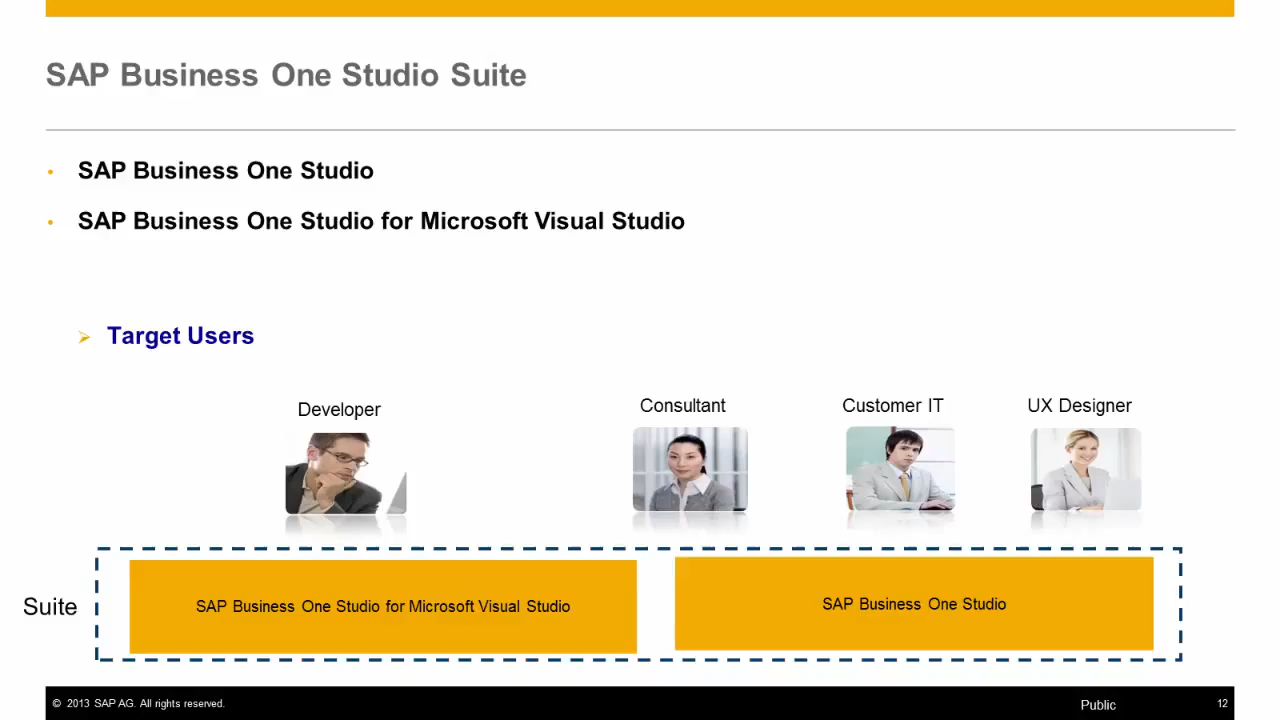 SAP Business One Studio Suite
• SAP Business One Studio
• SAP Business One Studio for Microsoft Visual Studio
➢ Target Users
Developer
Consultant
Customer IT
UX Designer
Suite
SAP Business One Studio for Microsoft Visual Studio
SAP Business One Studio
© 2013 SAP AG. All rights reserved.
Public
12